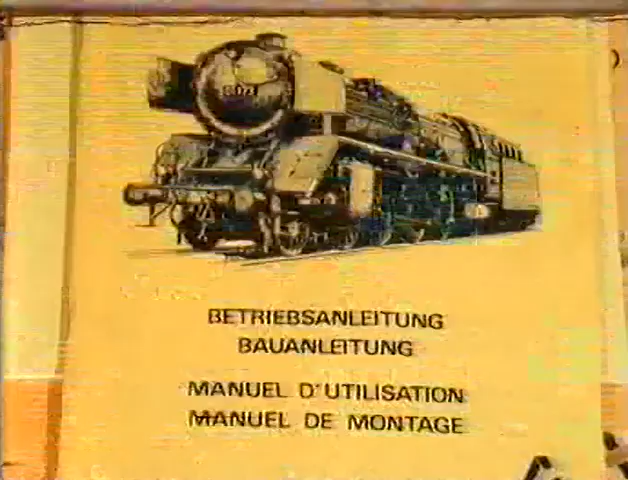 BETRIEBSANLEITUNG
BAUANLEITUNG
MANUEL D'UTILISATION
MANUEL DE MONTAGE